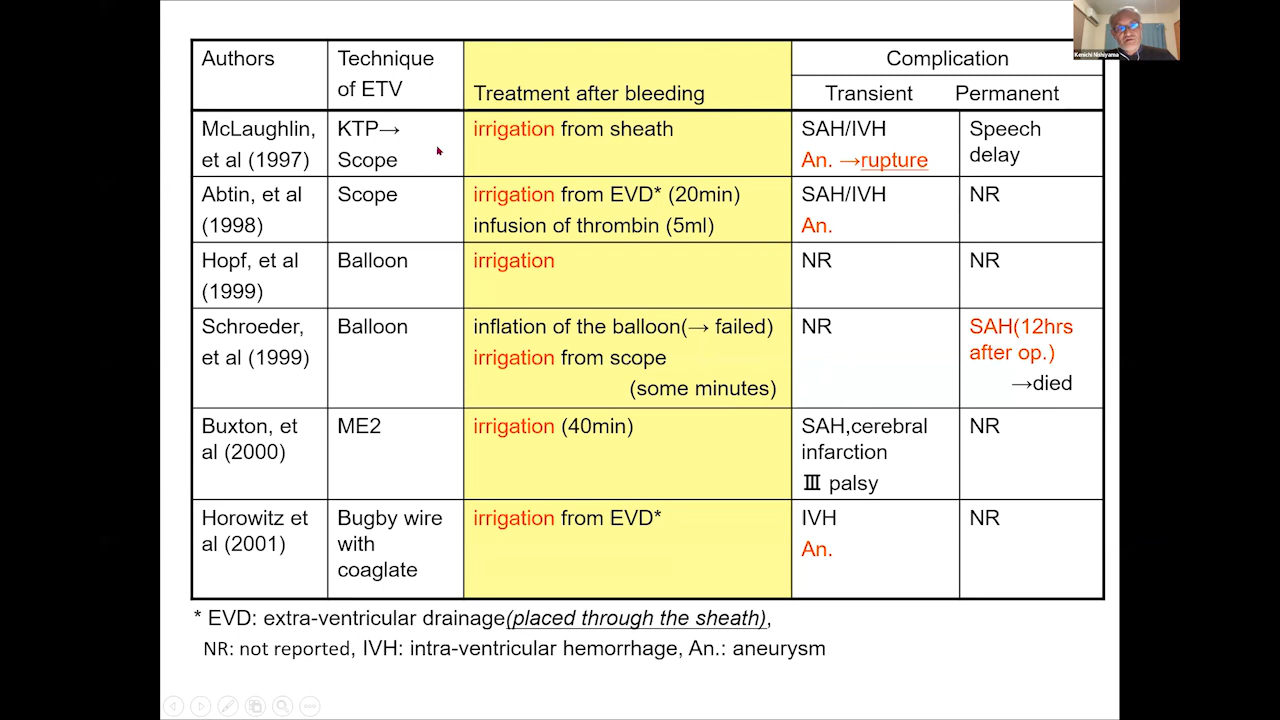 Authors
Technique
of ETV
Treatment after bleeding
Complication
Transient
Permanent
McLaughlin,
et al (1997)
KTP→
Scope
irrigation from sheath
SAH/IVH
An. →rupture
Speech
delay
Abtin, et al
(1998)
Scope
irrigation from EVD* (20min)
infusion of thrombin (5ml)
SAH/IVH
An.
NR
Hopf, et al
(1999)
Balloon
irrigation
NR
NR
Schroeder,
et al (1999)
Balloon
inflation of the balloon(→ failed)
irrigation from scope
(some minutes)
NR
SAH(12hrs
after op.)
→died
Buxton, et
al (2000)
ME2
irrigation (40min)
SAH,cerebral
infarction
Ⅲ palsy
NR
Horowitz et
al (2001)
Bugby wire
with
coaglate
irrigation from EVD*
IVH
An.
NR
* EVD: extra-ventricular drainage(placed through the sheath),
NR: not reported, IVH: intra-ventricular hemorrhage, An.: aneurysm
Kenichi Nishiyama